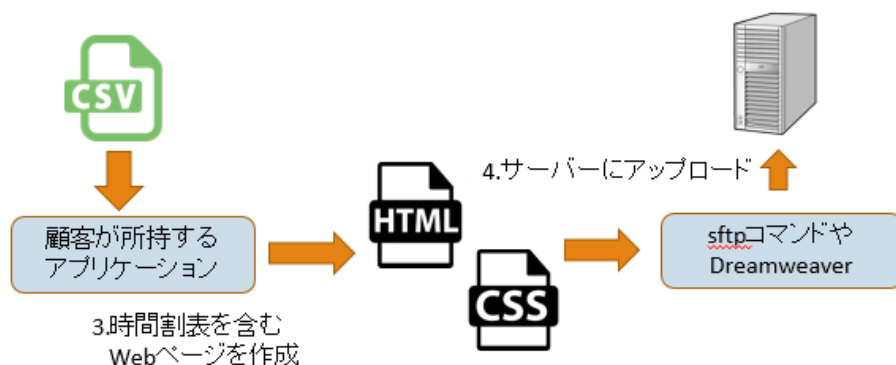 CSV
4.サーバーにアップロード
顧客が所持する
アプリケーション
HTML
sftpコマンドや
Dreamweaver
CSS
3.時間割表を含む
Webページを作成